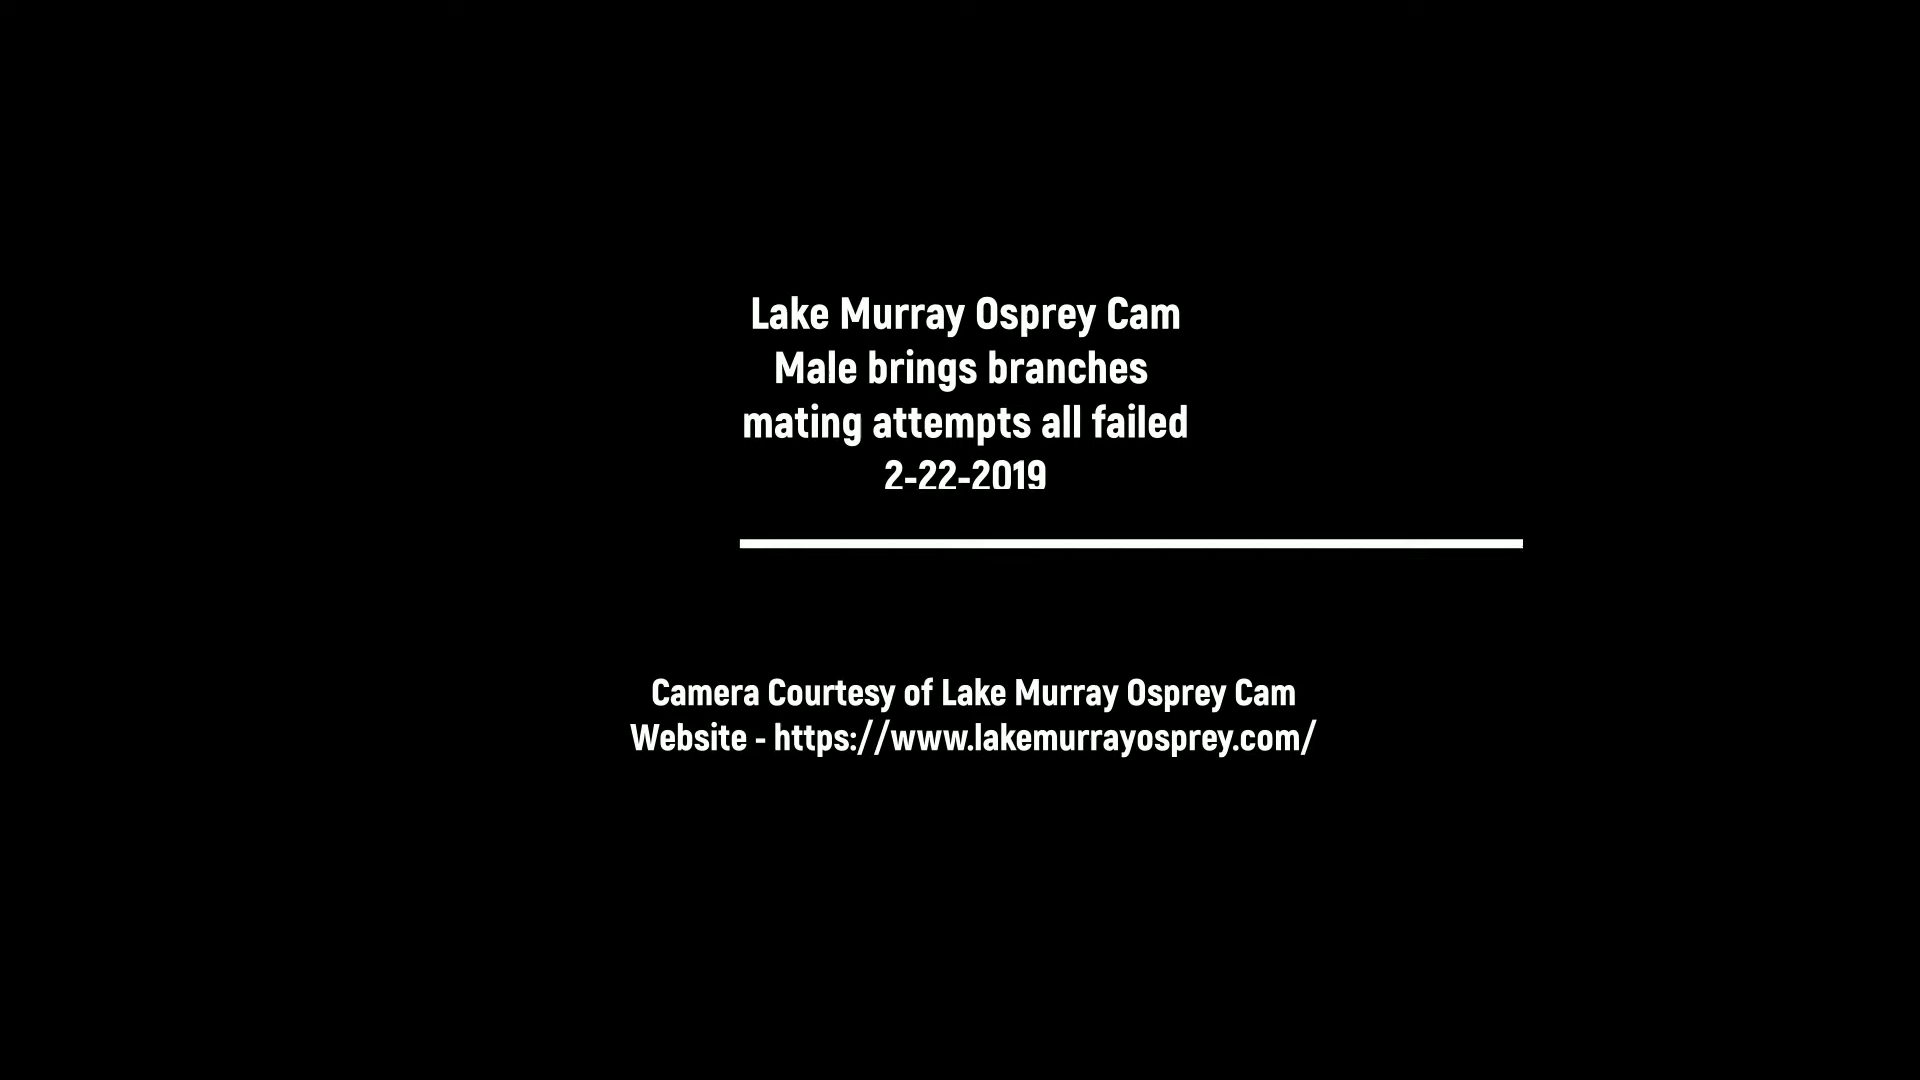 Lake Murray Osprey Cam
Male brings branches
mating attempts all failed
2-22-2019
Camera Courtesy of Lake Murray Osprey Cam
Website - https://www.lakemurrayosprey.com/